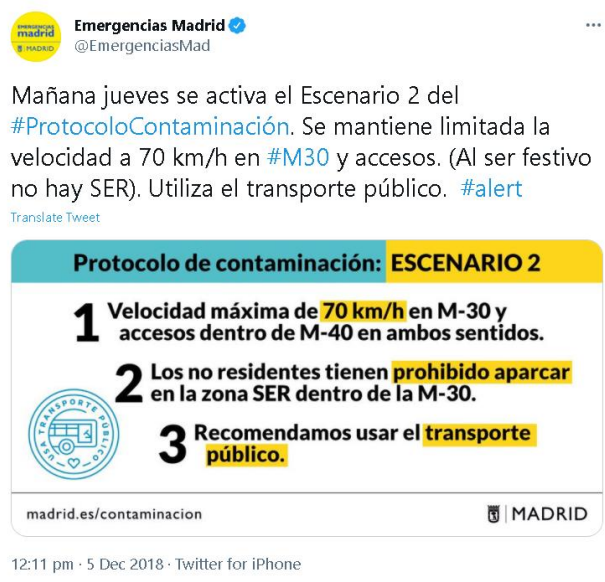 EMERGENCIAS
madrid
MADRID
Emergencias Madrid
@EmergenciasMad
Mañana jueves se activa el Escenario 2 del
#ProtocoloContaminación. Se mantiene limitada la
velocidad a 70 km/h en #M30 y accesos. (Al ser festivo
no hay SER). Utiliza el transporte público. #alert
Translate Tweet
Protocolo de contaminación: ESCENARIO 2
1 Velocidad máxima de 70 km/h en M-30 y
accesos dentro de M-40 en ambos sentidos.
2 Los no residentes tienen prohibido aparcar
en la zona SER dentro de la M-30.
3 Recomendamos usar el transporte
público.
USA TRANSPORTE PÚBLICO
madrid.es/contaminacion
MADRID
12:11 pm · 5 Dec 2018 · Twitter for iPhone